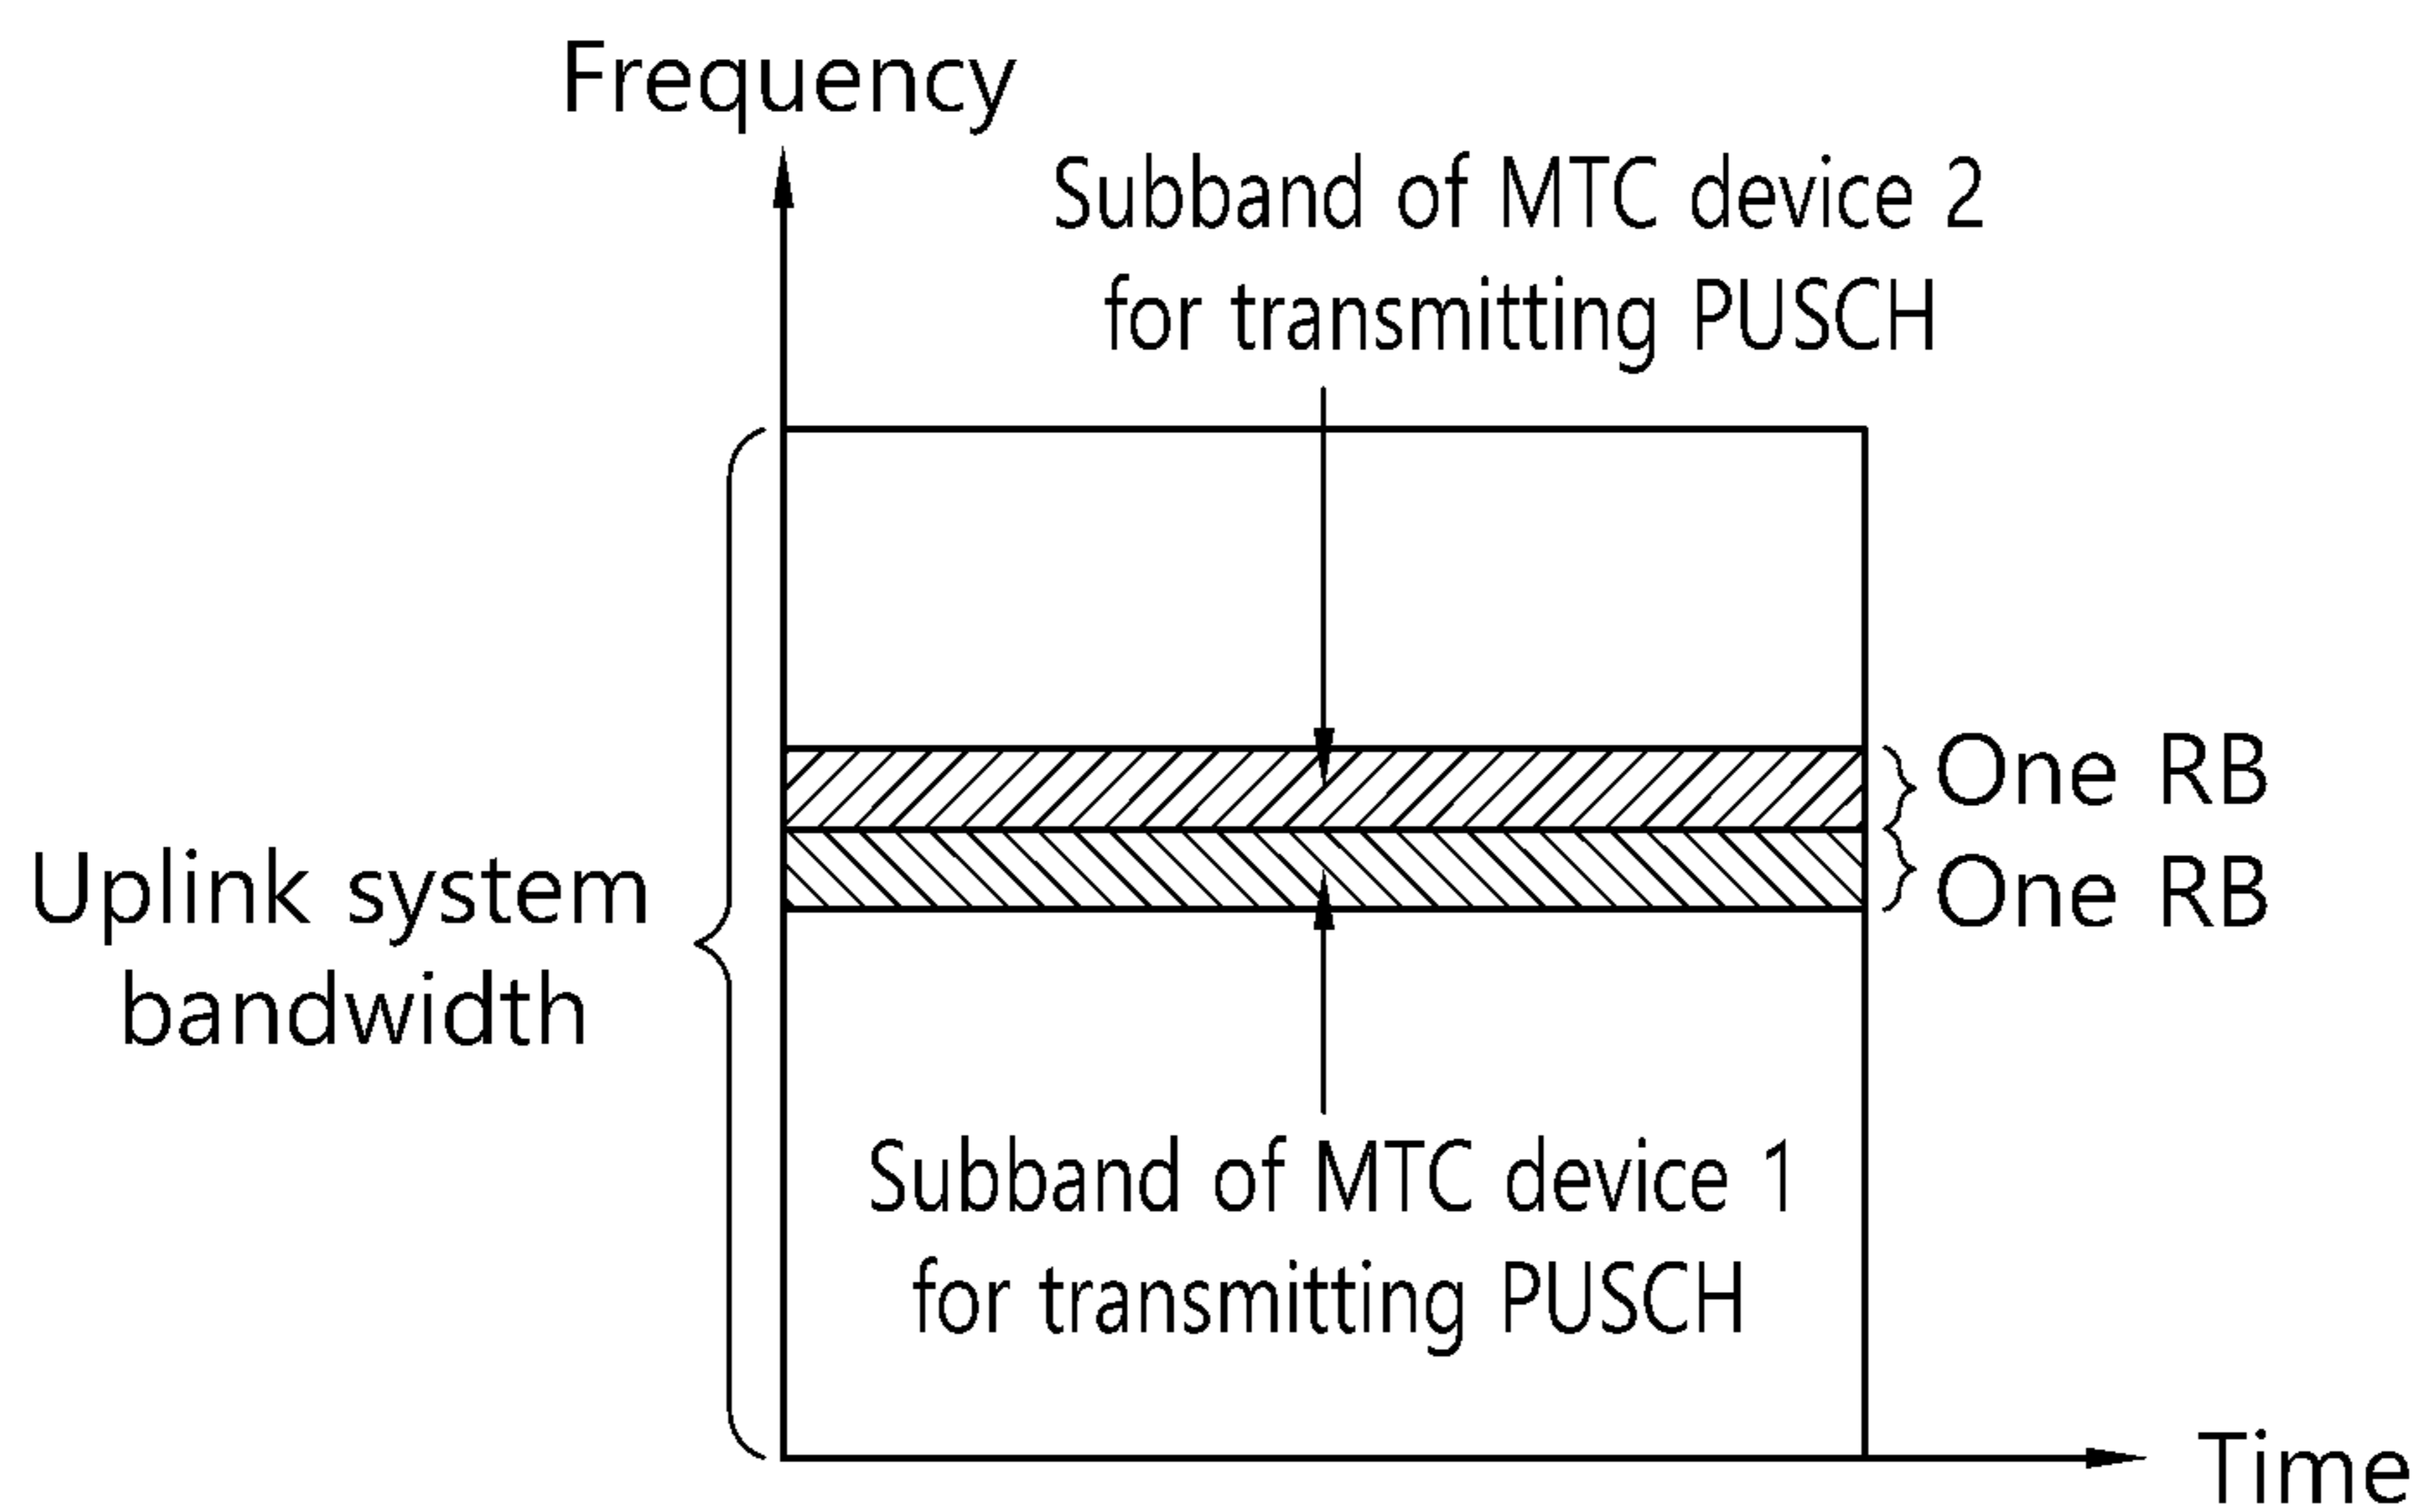 Frequency
Subband of MTC device 2
for transmitting PUSCH
One RB
One RB
Uplink system
bandwidth
Subband of MTC device 1
for transmitting PUSCH
Time